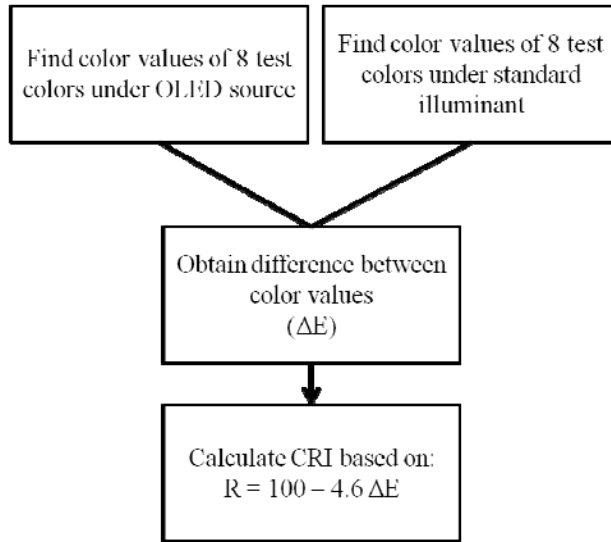 Find color values of 8 test
colors under OLED source
Find color values of 8 test
colors under standard
illuminant
Obtain difference between
color values
(ΔE)
Calculate CRI based on:
R = 100 – 4.6 ΔE